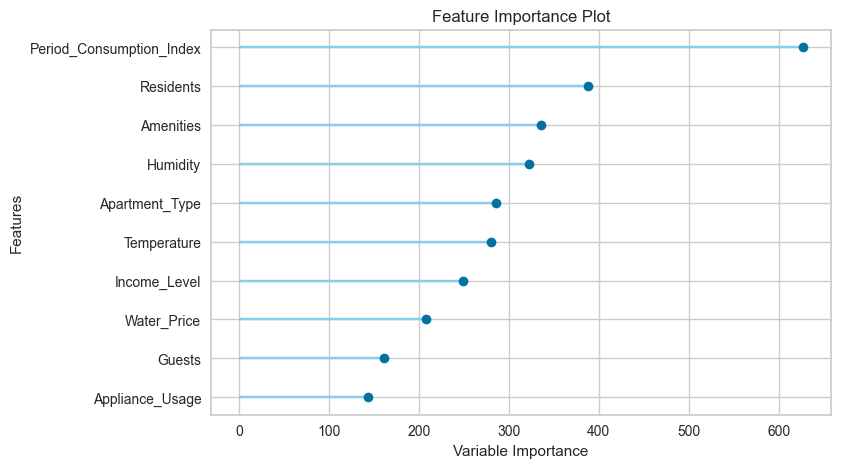 Feature Importance Plot
Features
Period_Consumption_Index
Residents
Amenities
Humidity
Apartment_Type
Temperature
Income_Level
Water_Price
Guests
Appliance_Usage
0 100 200 300 400 500 600
Variable Importance